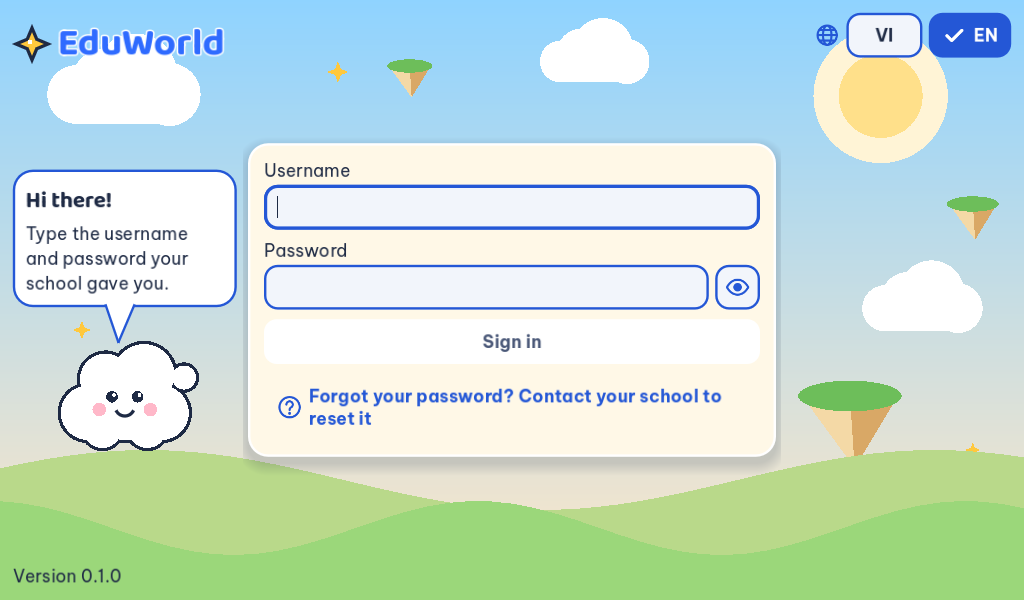 EduWorld
VI
EN
Hi there!
Type the username
and password your
school gave you.
Username
Password
Sign in
Forgot your password? Contact your school to
reset it
Version 0.1.0